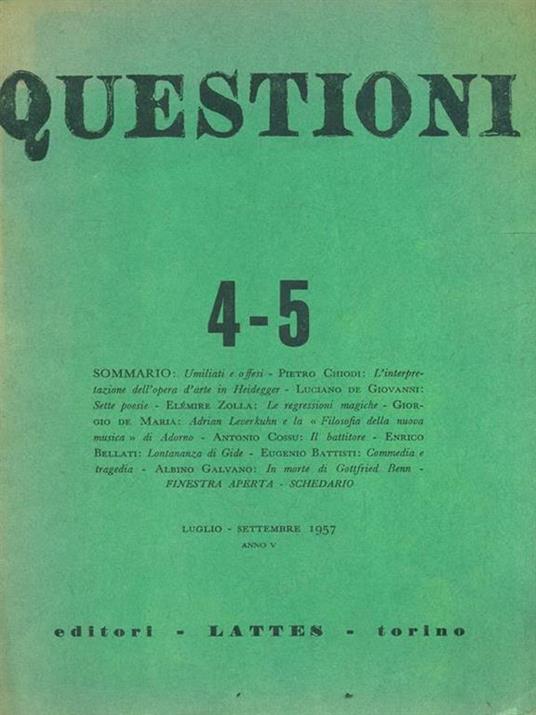 QUESTIONI
4-5
SOMMARIO: Umiliati e offesi - Pietro Chiodi: L'interpre-
tazione dell'opera d'arte in Heidegger - Luciano de Giovanni:
Sette poesie - Elémire Zolla: Le regressioni magiche - Gior-
gio de Maria: Adrian Leverkuhn e la « Filosofia della nuova
musica » di Adorno - Antonio Cossu: Il battitore - Enrico
Bellati: Lontananza di Gide - Eugenio Battisti: Commedia e
tragedia - Albino Galvano: In morte di Gottfried Benn -
FINESTRA APERTA - SCHEDARIO
LUGLIO - SETTEMBRE 1957
ANNO V
editori - LATTES - torino